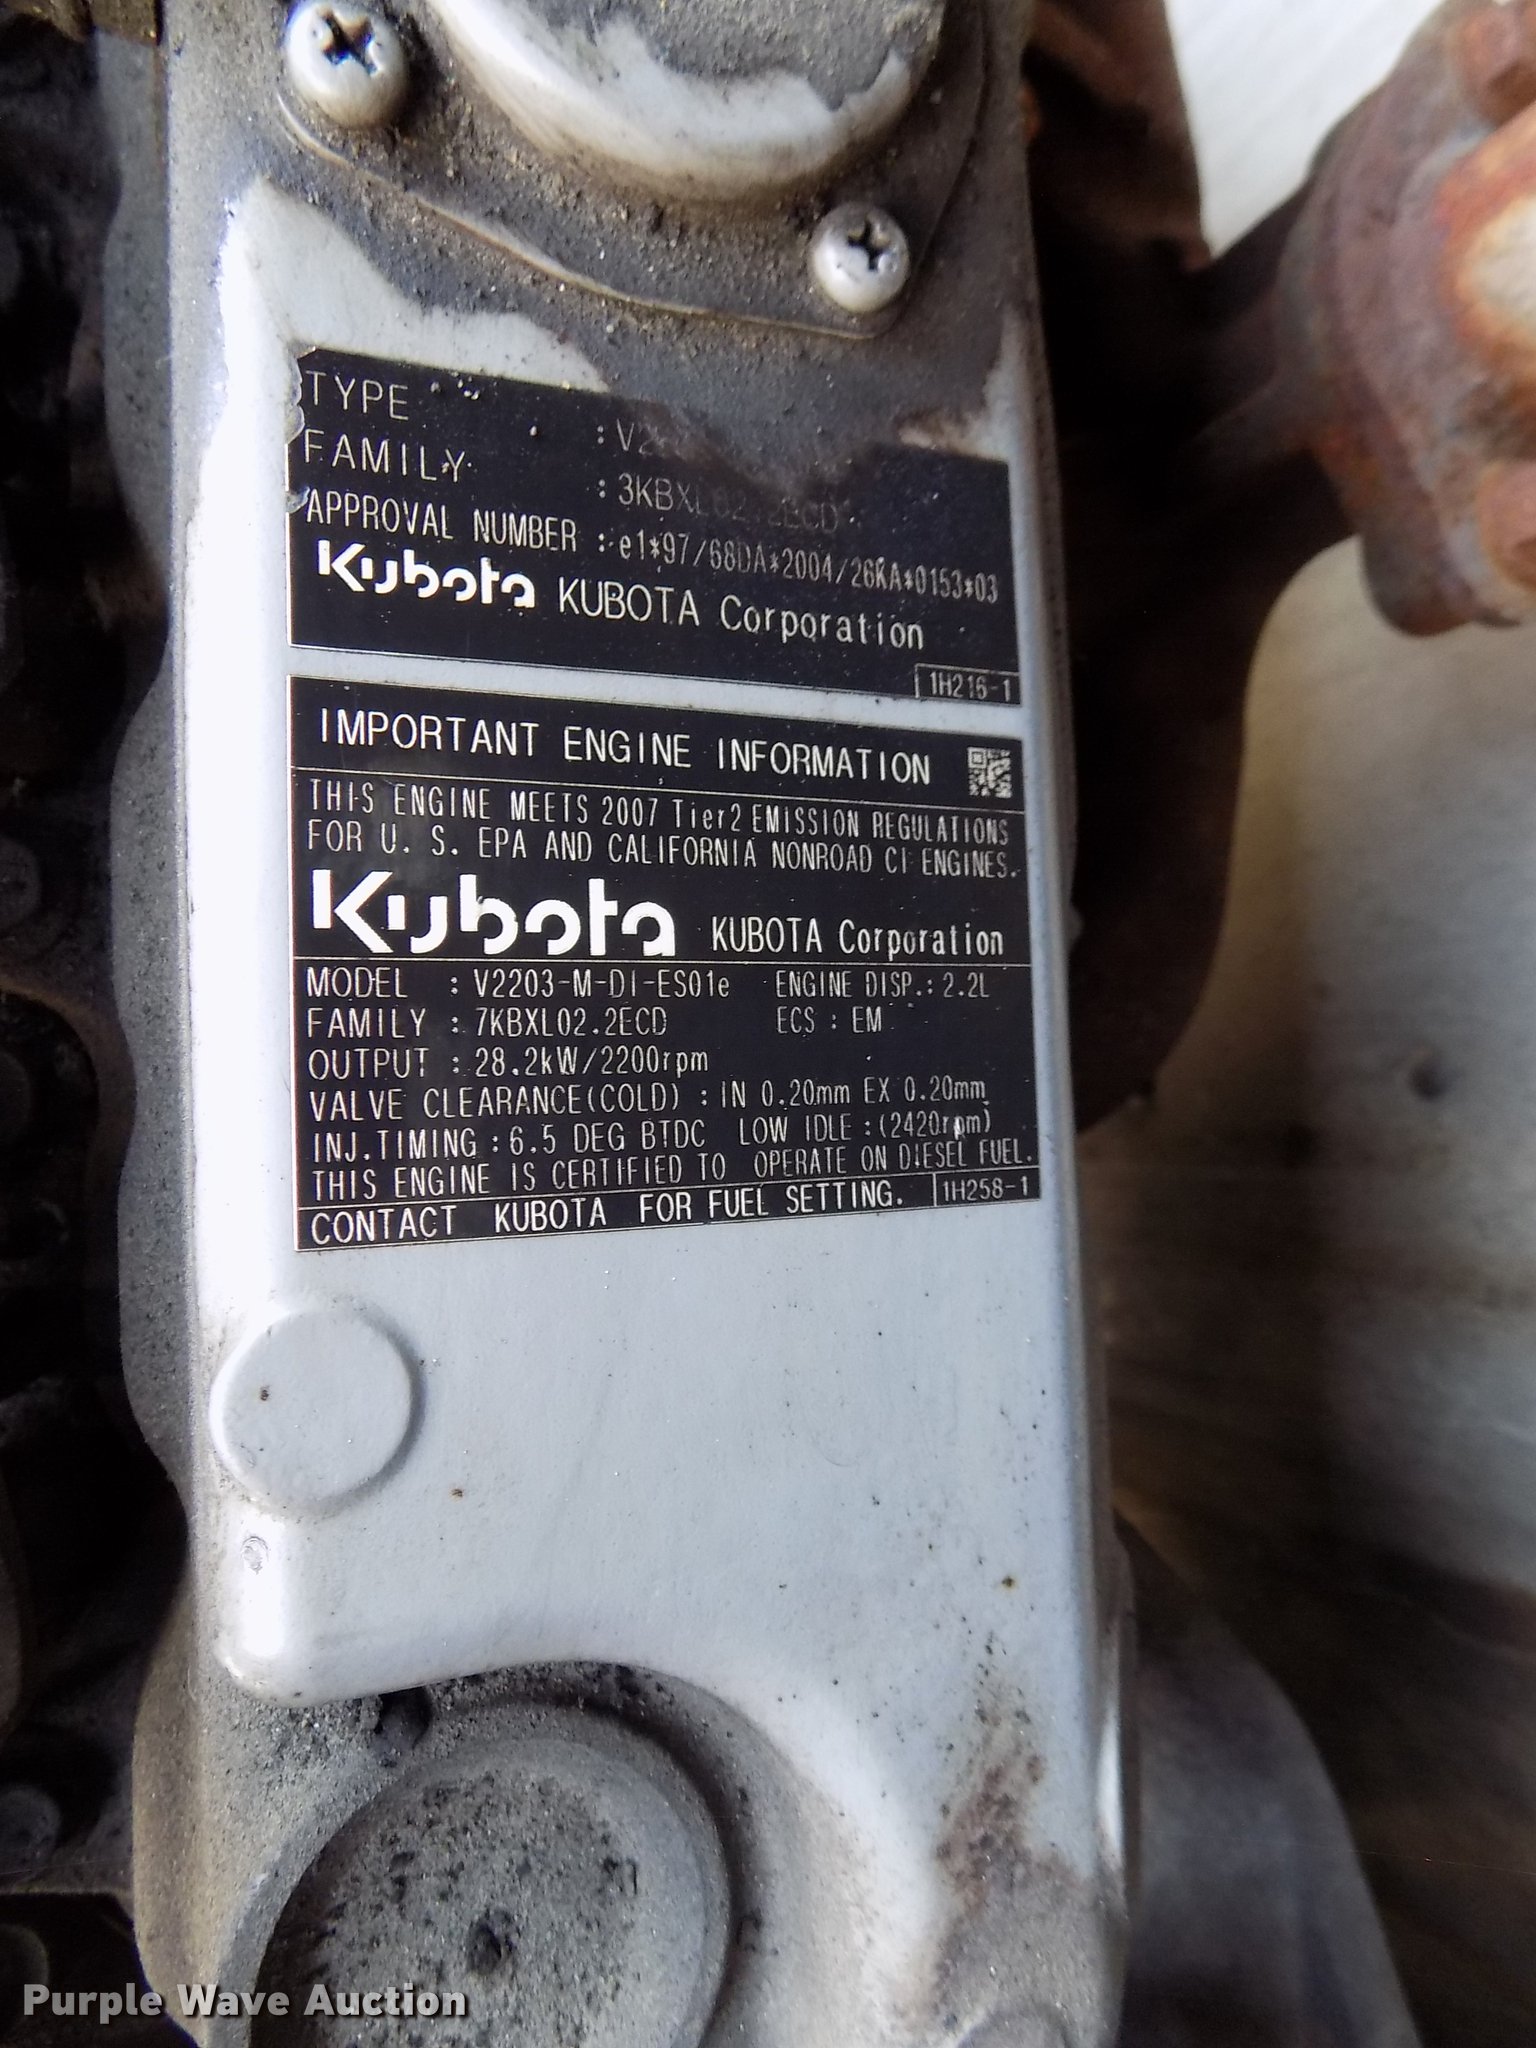 TYPE
FAMILY : 3KBXL02.2ECD
APPROVAL NUMBER : e1*97/68DA*2004/26KA*0153*03
Kubota KUBOTA Corporation
1H216-1
IMPORTANT ENGINE INFORMATION
THIS ENGINE MEETS 2007 Tier2 EMISSION REGULATIONS
FOR U. S. EPA AND CALIFORNIA NONROAD CI ENGINES.
Kubota KUBOTA Corporation
MODEL : V2203-M-DI-ES01e ENGINE DISP.: 2.2L
FAMILY : 7KBXL02.2ECD ECS : EM
OUTPUT : 28.2kW/2200rpm
VALVE CLEARANCE(COLD) : IN 0.20mm EX 0.20mm
INJ.TIMING : 6.5 DEG BTDC LOW IDLE : (2420rpm)
THIS ENGINE IS CERTIFIED TO OPERATE ON DIESEL FUEL.
CONTACT KUBOTA FOR FUEL SETTING. 1H258-1
Purple Wave Auction